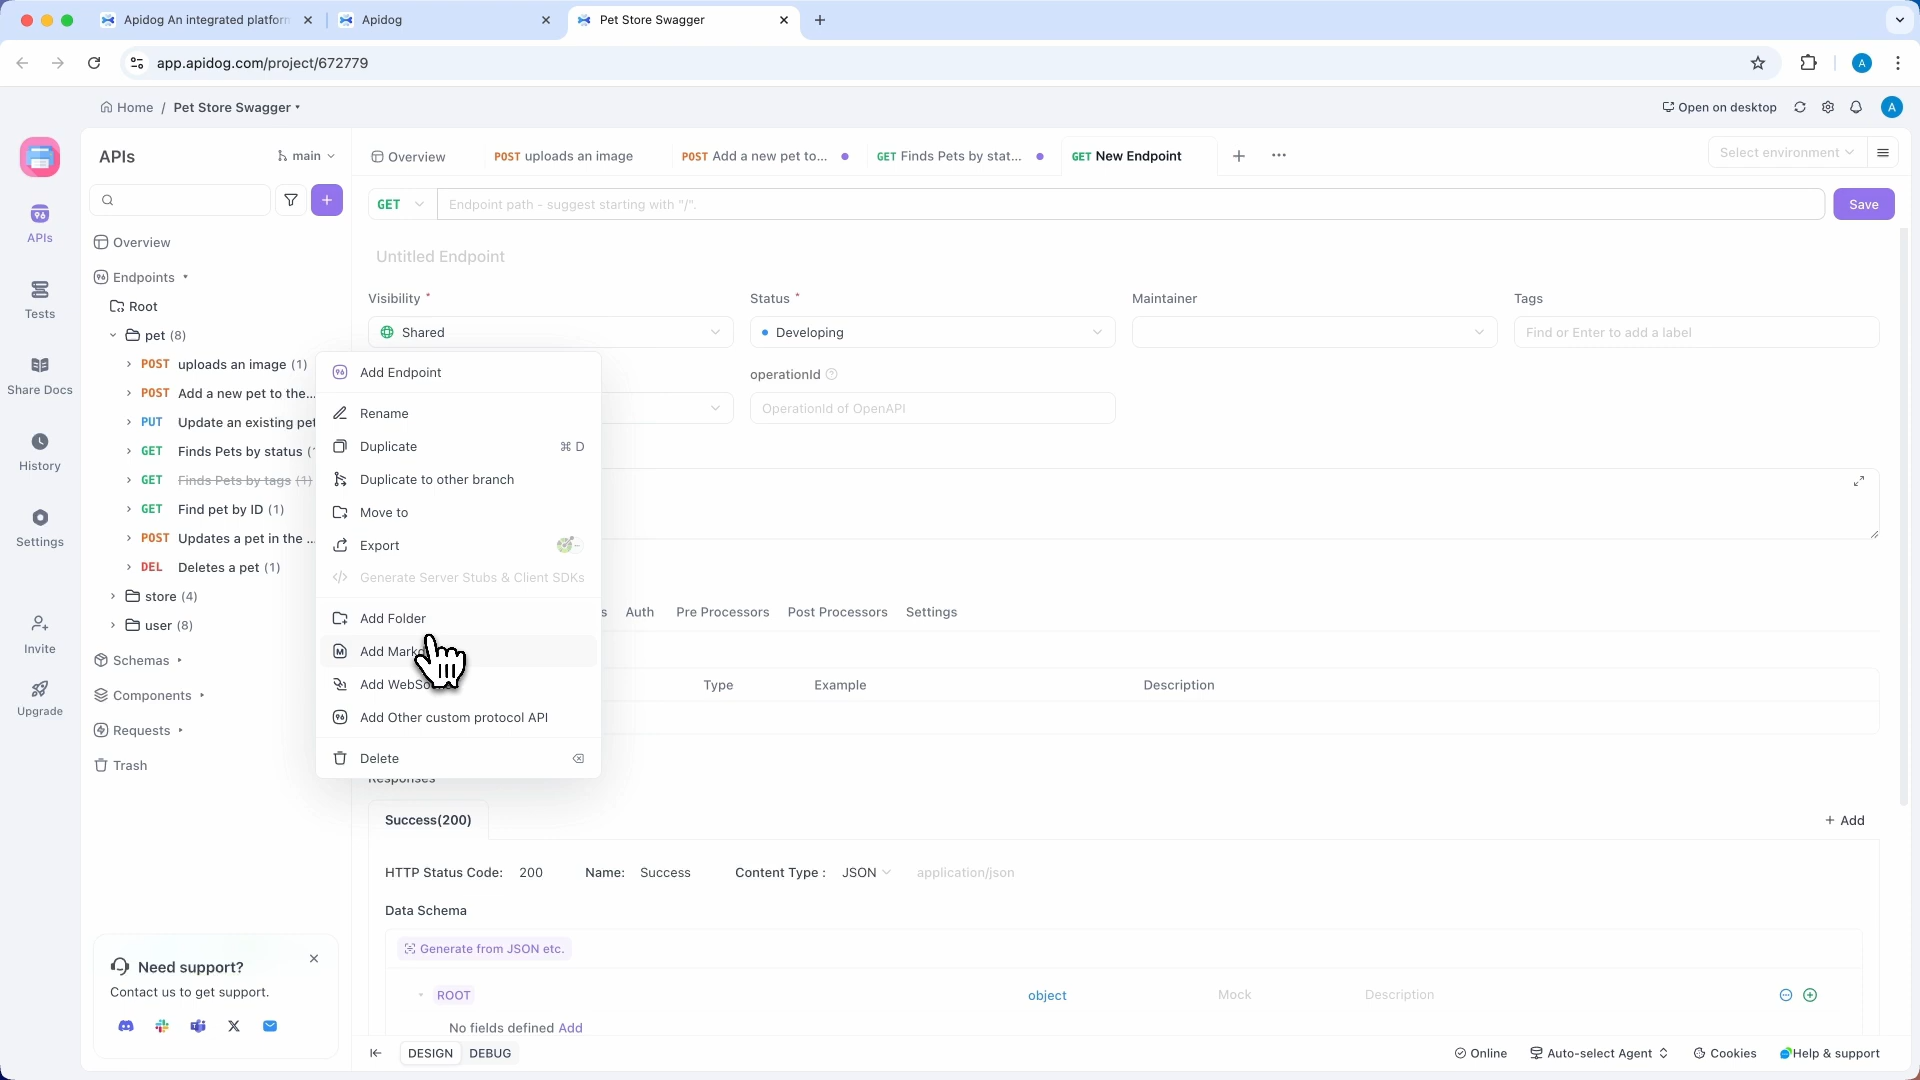 Apidog An integrated platforn
Apidog
Pet Store Swagger
app.apidog.com/project/672779
A
Home / Pet Store Swagger
Open on desktop
A
APIs
main
Overview
POST uploads an image
POST Add a new pet to...
GET Finds Pets by stat...
GET New Endpoint
Select environment
GET
Endpoint path - suggest starting with "/".
Save
APIs
Tests
Share Docs
History
Settings
Invite
Upgrade
Overview
Endpoints
Root
pet (8)
POST uploads an image (1)
POST Add a new pet to the...
PUT Update an existing pet
GET Finds Pets by status
GET Finds Pets by tags (1)
GET Find pet by ID (1)
POST Updates a pet in the ...
DEL Deletes a pet (1)
store (4)
user (8)
Schemas
Components
Requests
Trash
Untitled Endpoint
Visibility *
Status *
Maintainer
Tags
Shared
Developing
Find or Enter to add a label
operationId
OperationId of OpenAPI
Add Endpoint
Rename
Duplicate ⌘ D
Duplicate to other branch
Move to
Export
Generate Server Stubs & Client SDKs
Add Folder
Add
Add
Add Other custom protocol API
Delete
Auth
Pre Processors
Post Processors
Settings
Type
Example
Description
Responses
Success(200)
+ Add
HTTP Status Code: 200
Name: Success
Content Type : JSON
application/json
Data Schema
Generate from JSON etc.
ROOT
object
Mock
Description
No fields defined Add
Need support?
Contact us to get support.
DESIGN
DEBUG
Online
Auto-select Agent
Cookies
Help & support